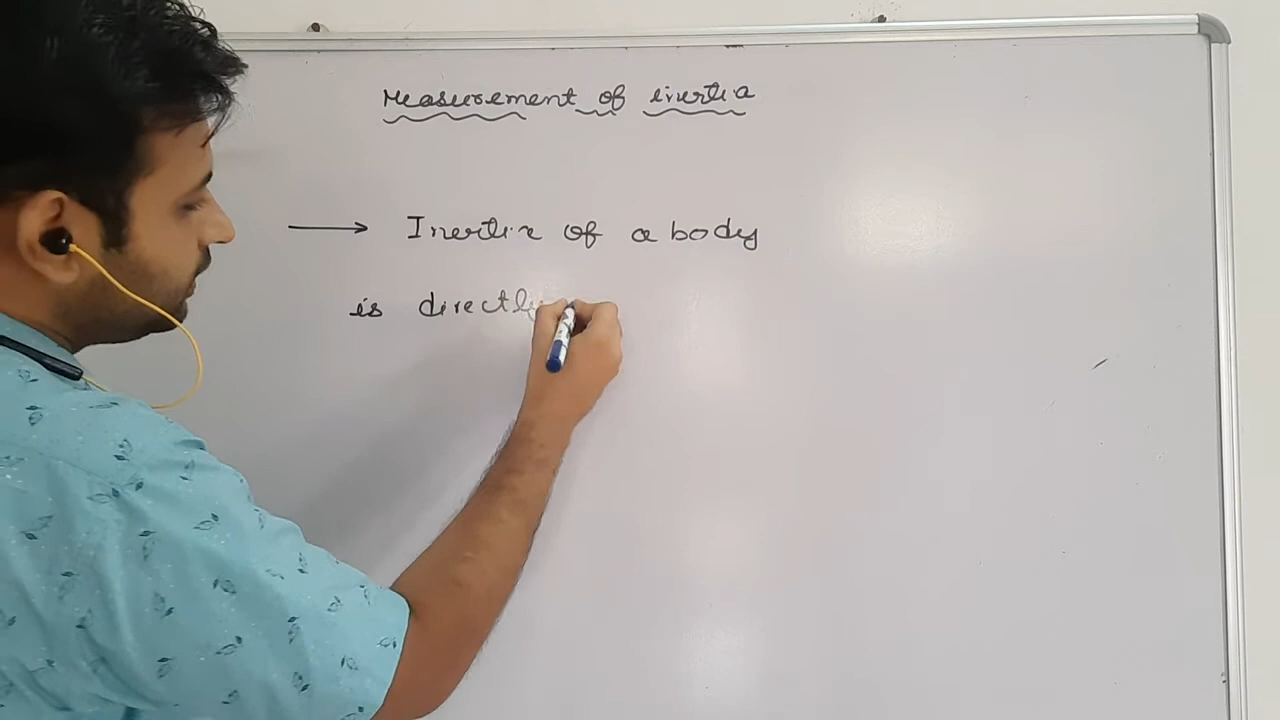 Measurement of inertia
→ Inertia of a body
is directly